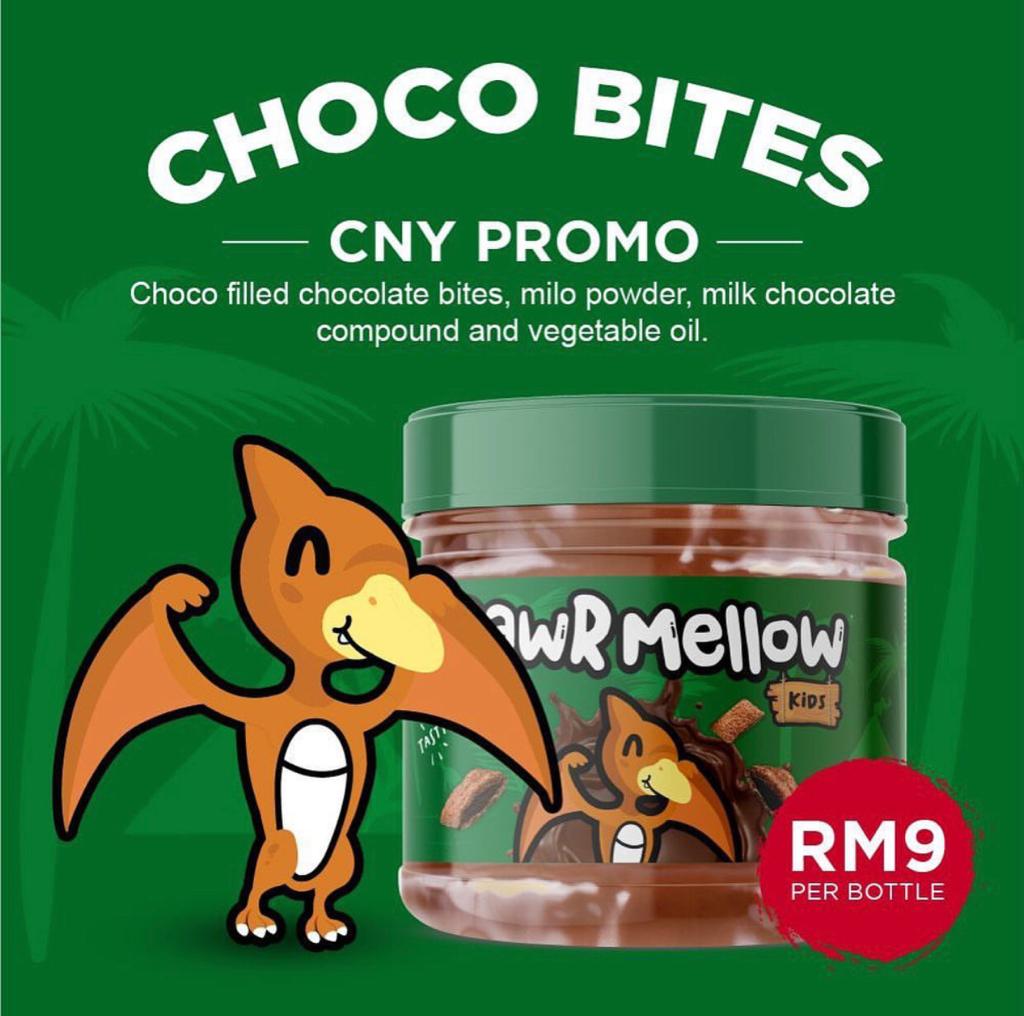 CHOCO BITES
CNY PROMO
Choco filled chocolate bites, milo powder, milk chocolate
compound and vegetable oil.
awR Mellow
KIDS
TAST
RM9
PER BOTTLE